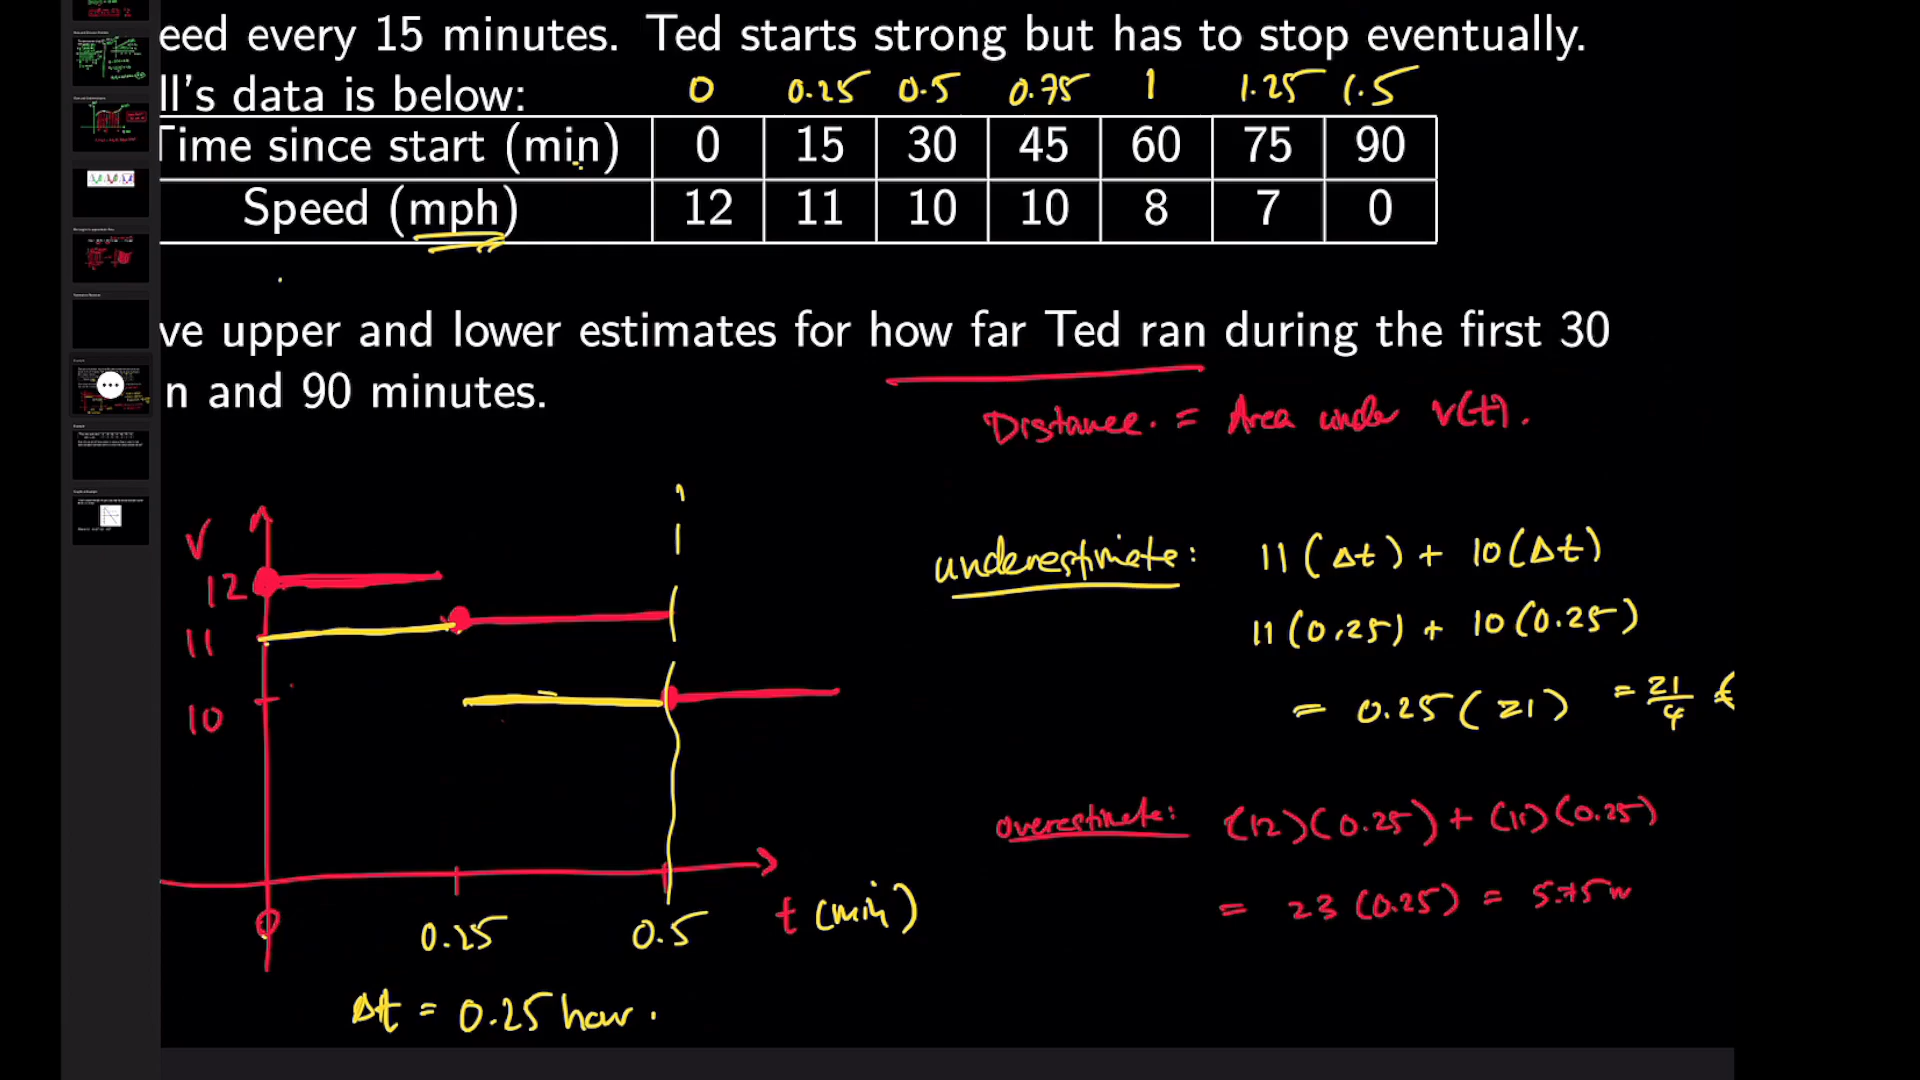 eed every 15 minutes. Ted starts strong but has to stop eventually.
ll's data is below:
0 0.25 0.5 0.75 1 1.25 1.5
Time since start (min) 0 15 30 45 60 75 90
Speed (mph) 12 11 10 10 8 7 0
ve upper and lower estimates for how far Ted ran during the first 30
n and 90 minutes.
Distance. = Area under v(t).
V
12
11
10
0
0.25
0.5
t (min)
Δt = 0.25 hour.
underestimate: 11(Δt) + 10(Δt)
11(0.25) + 10(0.25)
= 0.25(21) = 21/4
overestimate: (12)(0.25) + (11)(0.25)
= 23(0.25) = 5.75